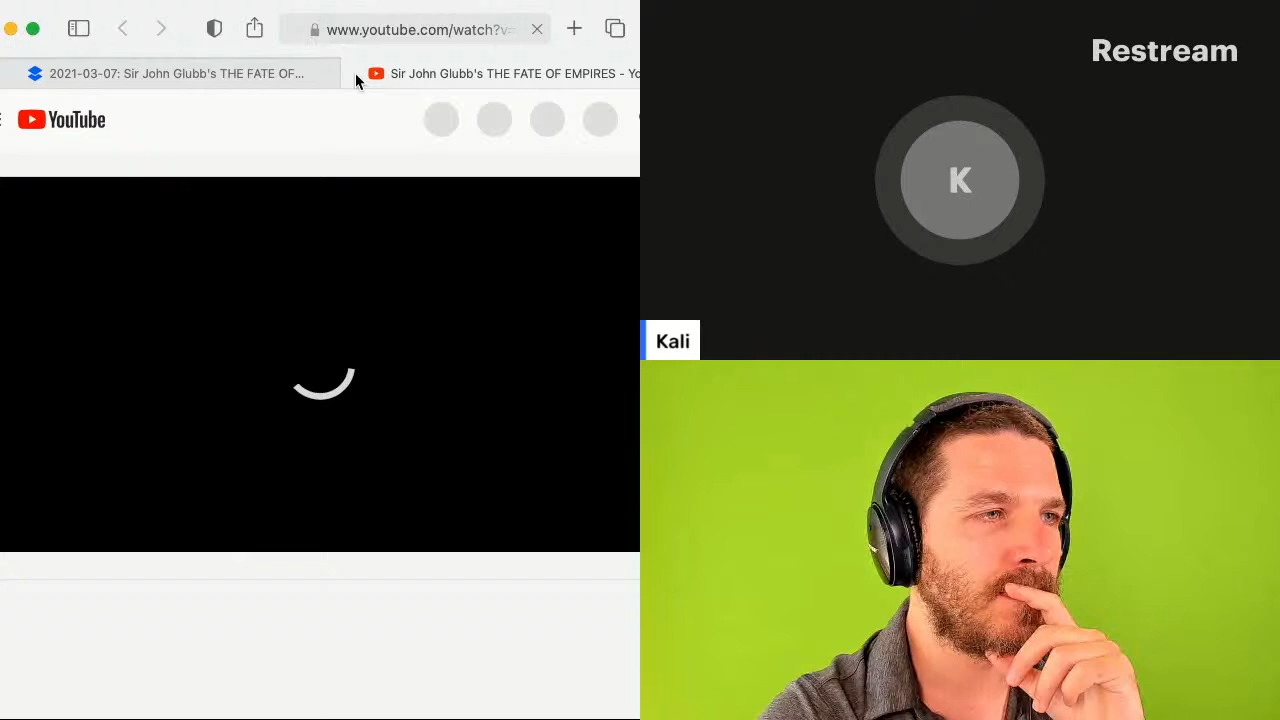 www.youtube.com/watch?v=
2021-03-07: Sir John Glubb's THE FATE OF...
Sir John Glubb's THE FATE OF EMPIRES - Yo
YouTube
Restream
K
Kali